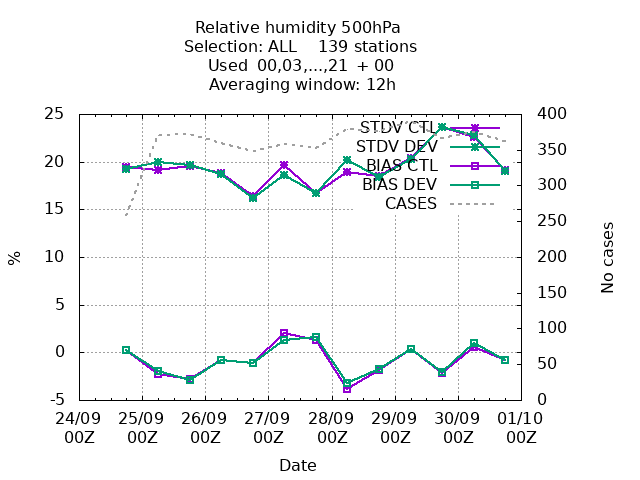 Relative humidity 500hPa
Selection: ALL    139 stations
Used  00,03,...,21  + 00
Averaging window: 12h
25
20
15
10
5
0
-5
%
400
350
300
250
200
150
100
50
0
No cases
STDV CTL
STDV DEV
BIAS CTL
BIAS DEV
CASES
24/09 25/09 26/09 27/09 28/09 29/09 30/09 01/10
00Z 00Z 00Z 00Z 00Z 00Z 00Z 00Z
Date